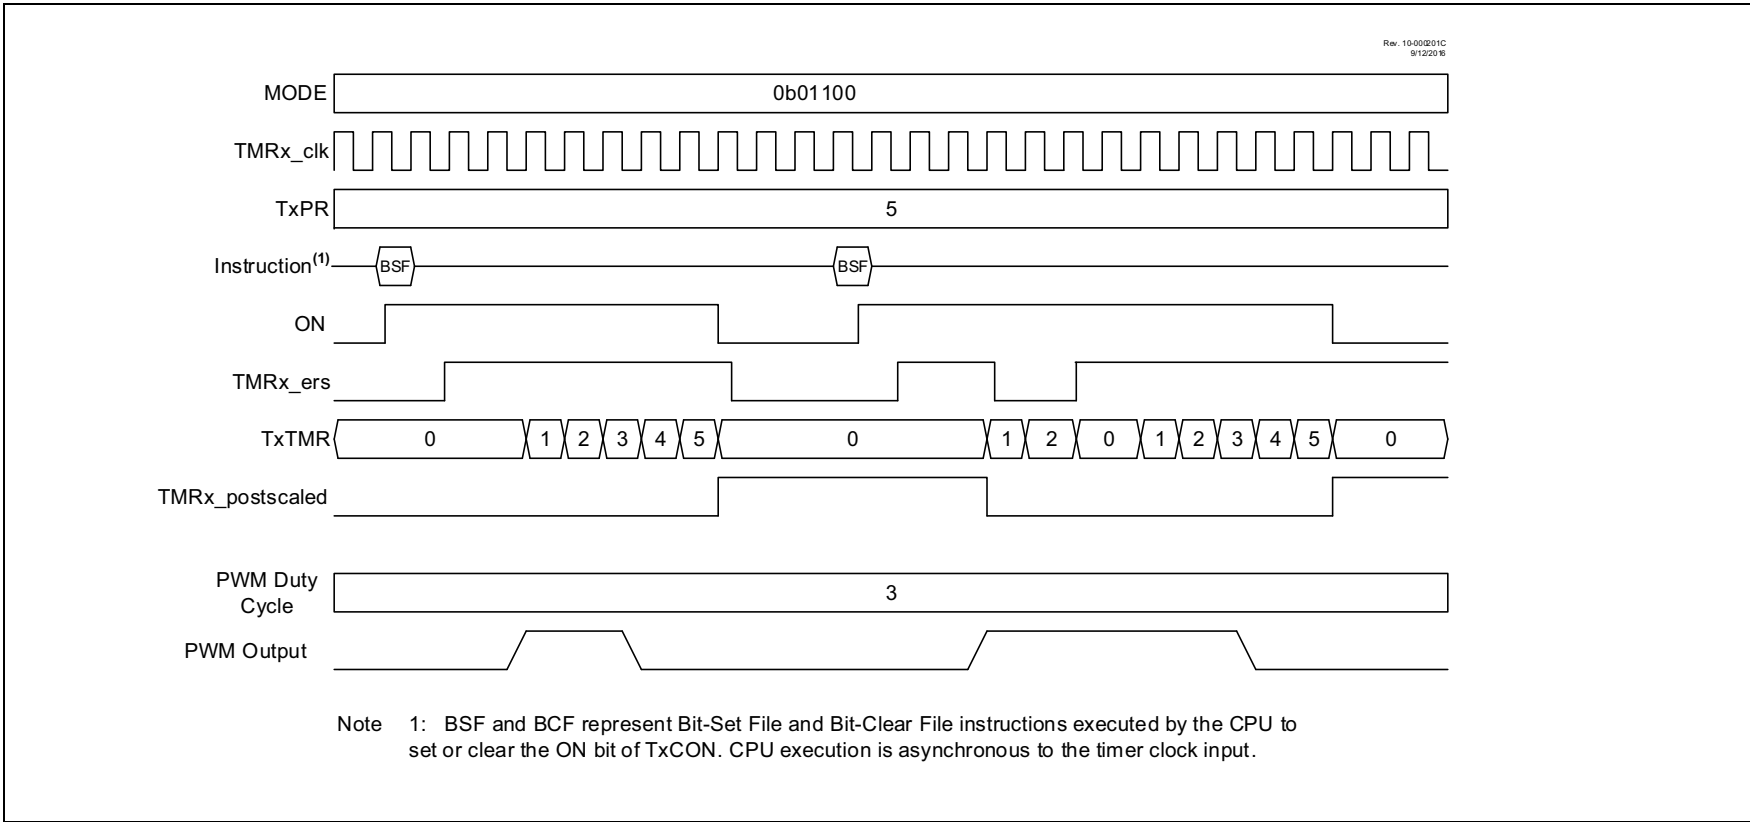 Rev. 10-000201C
9/12/2016
MODE 0b01100
TMRx_clk
TxPR 5
Instruction(1) BSF BSF
ON
TMRx_ers
TxTMR 0 1 2 3 4 5 0 1 2 0 1 2 3 4 5 0
TMRx_postscaled
PWM Duty
Cycle 3
PWM Output
Note 1: BSF and BCF represent Bit-Set File and Bit-Clear File instructions executed by the CPU to
set or clear the ON bit of TxCON. CPU execution is asynchronous to the timer clock input.